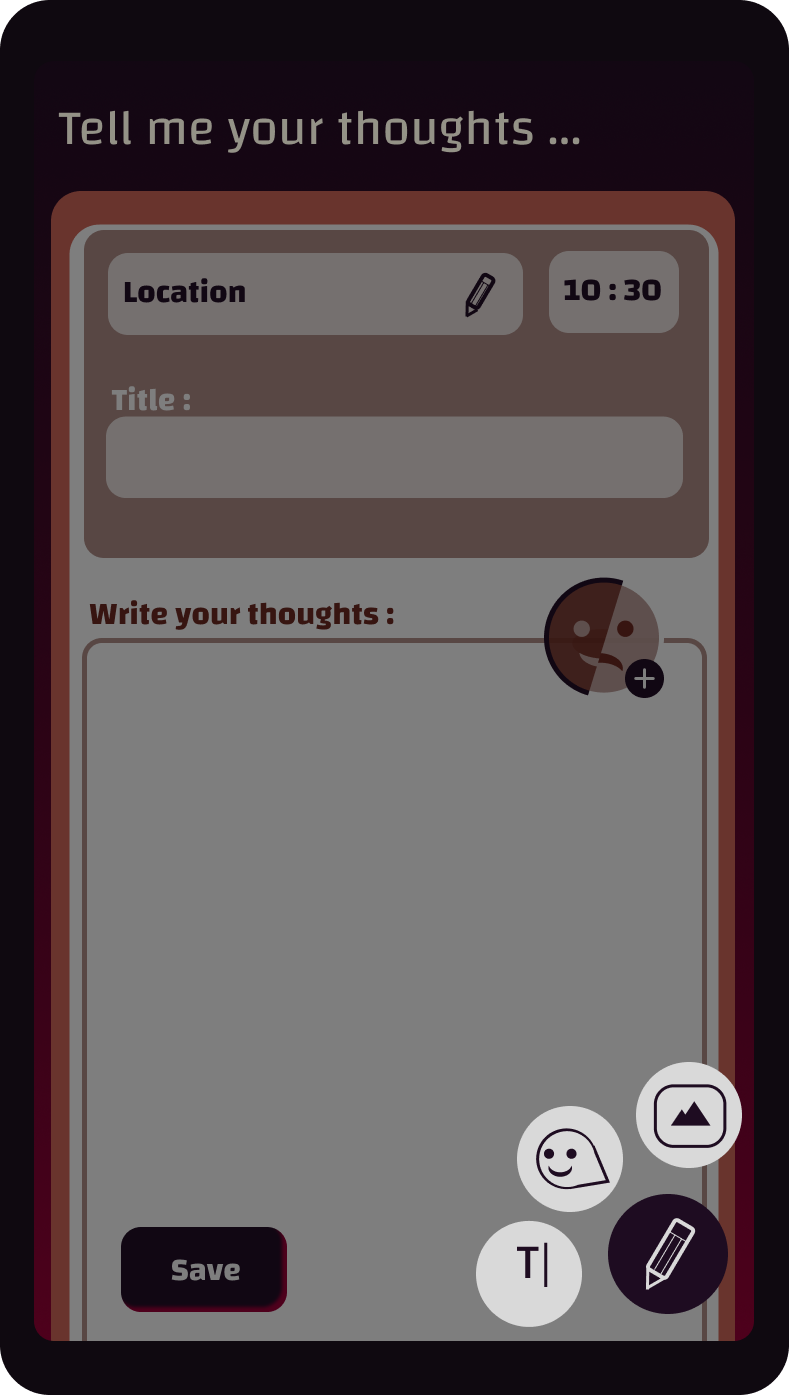 Tell me your thoughts ...
Location
10 : 30
Title :
Write your thoughts :
Save
T|